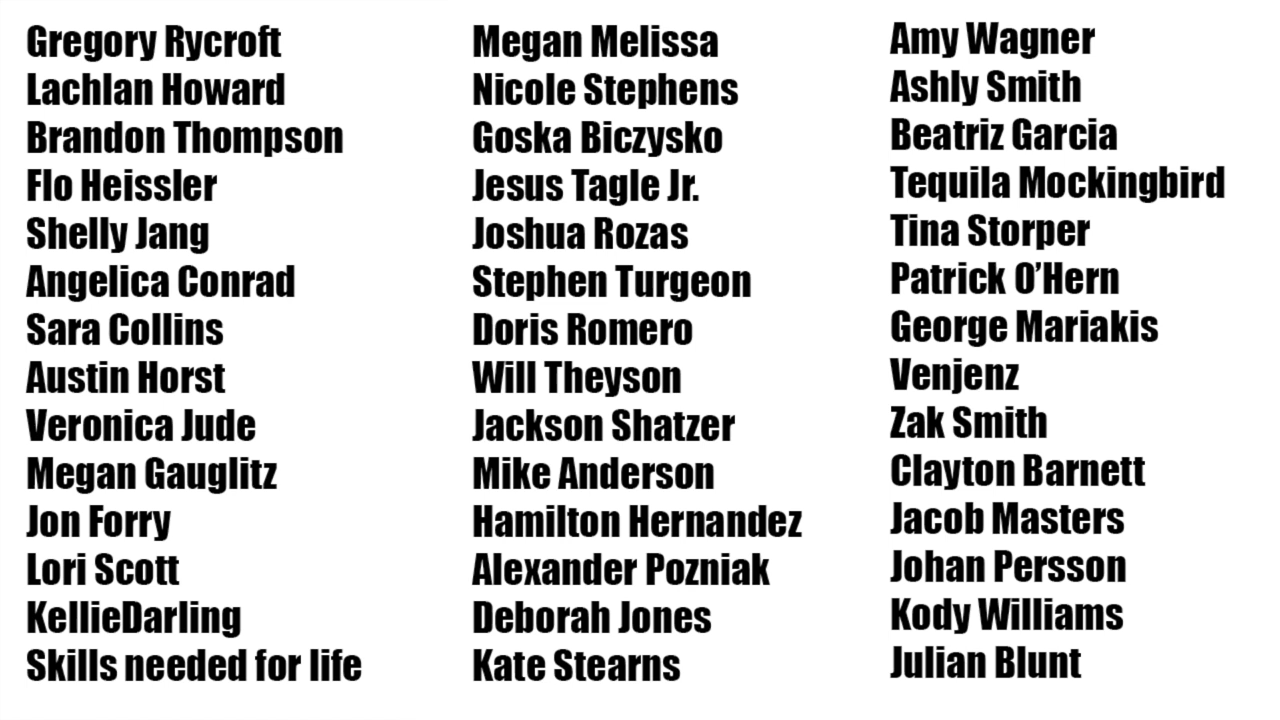 Gregory Rycroft
Lachlan Howard
Brandon Thompson
Flo Heissler
Shelly Jang
Angelica Conrad
Sara Collins
Austin Horst
Veronica Jude
Megan Gauglitz
Jon Forry
Lori Scott
KellieDarling
Skills needed for life
Megan Melissa
Nicole Stephens
Goska Biczysko
Jesus Tagle Jr.
Joshua Rozas
Stephen Turgeon
Doris Romero
Will Theyson
Jackson Shatzer
Mike Anderson
Hamilton Hernandez
Alexander Pozniak
Deborah Jones
Kate Stearns
Amy Wagner
Ashly Smith
Beatriz Garcia
Tequila Mockingbird
Tina Storper
Patrick O’Hern
George Mariakis
Venjenz
Zak Smith
Clayton Barnett
Jacob Masters
Johan Persson
Kody Williams
Julian Blunt